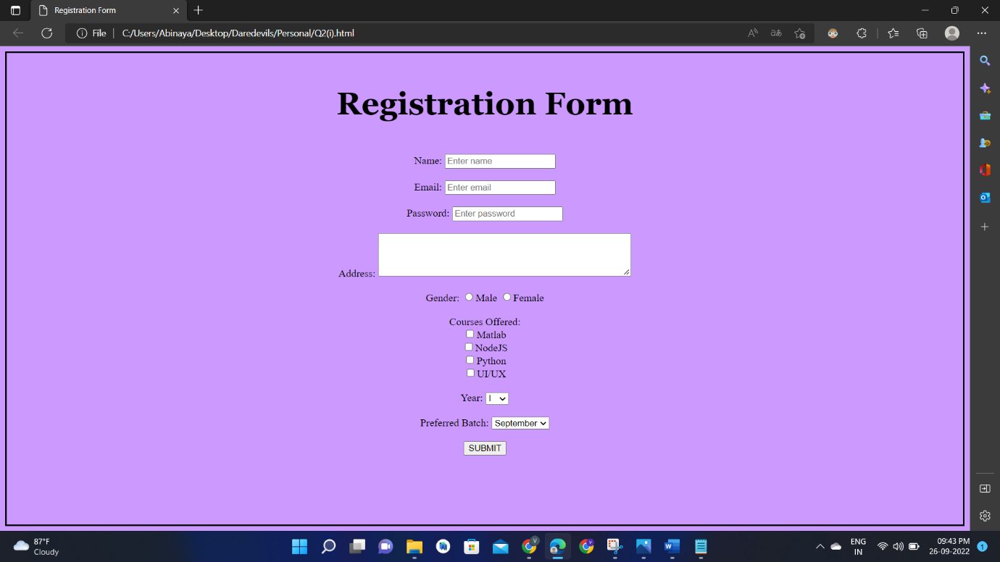 Registration Form
File C:/Users/Abinaya/Desktop/Daredevils/Personal/Q2(i).html
Registration Form
Name: Enter name
Email: Enter email
Password: Enter password
Address:
Gender: Male Female
Courses Offered:
Matlab
NodeJS
Python
UI/UX
Year: I
Preferred Batch: September
SUBMIT
87°F
Cloudy
ENG
IN
09:43 PM
26-09-2022
1